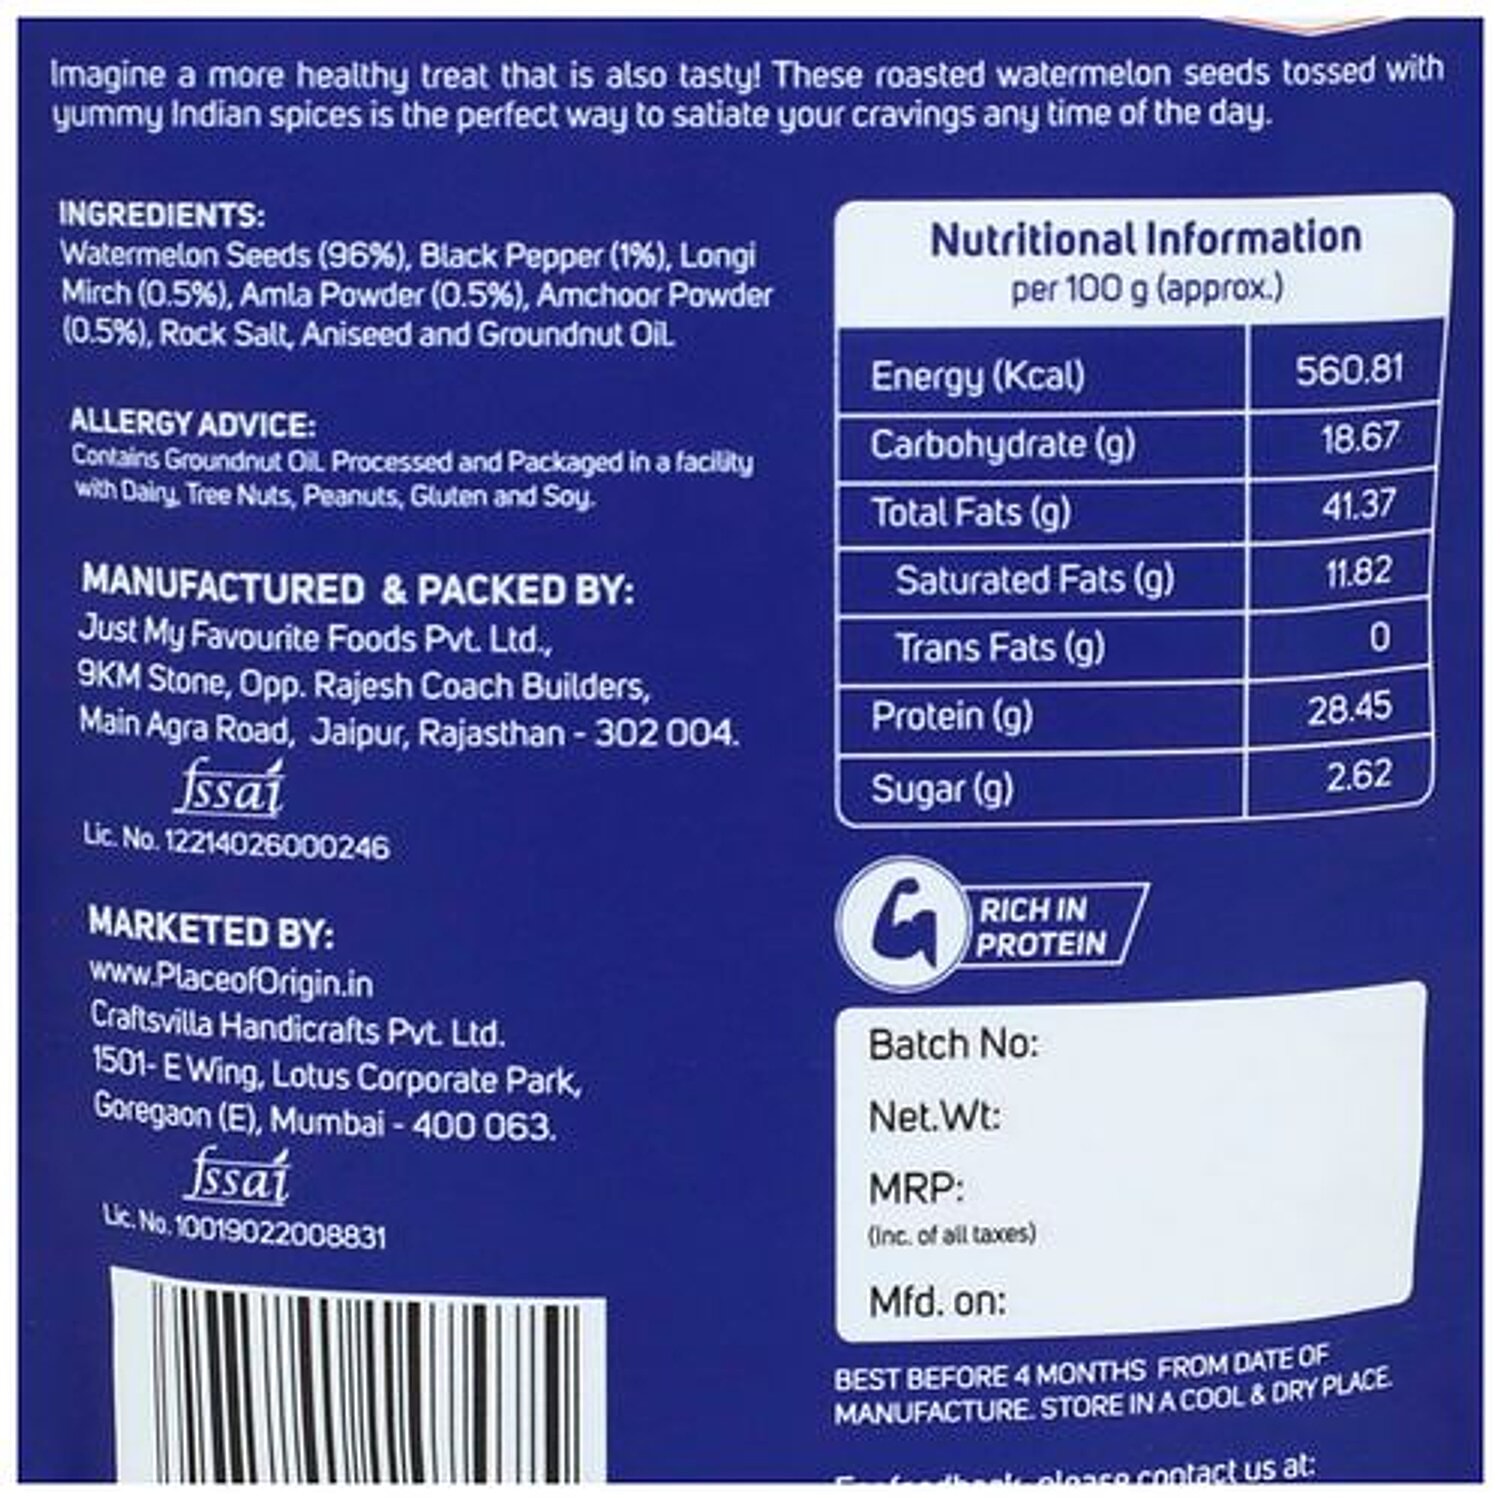 Imagine a more healthy treat that is also tasty! These roasted watermelon seeds tossed with
yummy Indian spices is the perfect way to satiate your cravings any time of the day.
INGREDIENTS:
Watermelon Seeds (96%), Black Pepper (1%), Longi
Mirch (0.5%), Amla Powder (0.5%), Amchoor Powder
(0.5%), Rock Salt, Aniseed and Groundnut Oil.
ALLERGY ADVICE:
Contains Groundnut Oil. Processed and Packaged in a facility
with Dairy, Tree Nuts, Peanuts, Gluten and Soy.
MANUFACTURED & PACKED BY:
Just My Favourite Foods Pvt. Ltd.,
9KM Stone, Opp. Rajesh Coach Builders,
Main Agra Road, Jaipur, Rajasthan - 302 004.
fssai
Lic. No. 12214026000246
MARKETED BY:
www.PlaceofOrigin.in
Craftsvilla Handicrafts Pvt. Ltd.
1501- E Wing, Lotus Corporate Park,
Goregaon (E), Mumbai - 400 063.
fssai
Lic. No. 10019022008831
Nutritional Information
per 100 g (approx.)
Energy (Kcal) 560.81
Carbohydrate (g) 18.67
Total Fats (g) 41.37
Saturated Fats (g) 11.82
Trans Fats (g) 0
Protein (g) 28.45
Sugar (g) 2.62
RICH IN
PROTEIN
Batch No:
Net.Wt:
MRP:
(Inc. of all taxes)
Mfd. on:
BEST BEFORE 4 MONTHS FROM DATE OF
MANUFACTURE. STORE IN A COOL & DRY PLACE.
please contact us at: